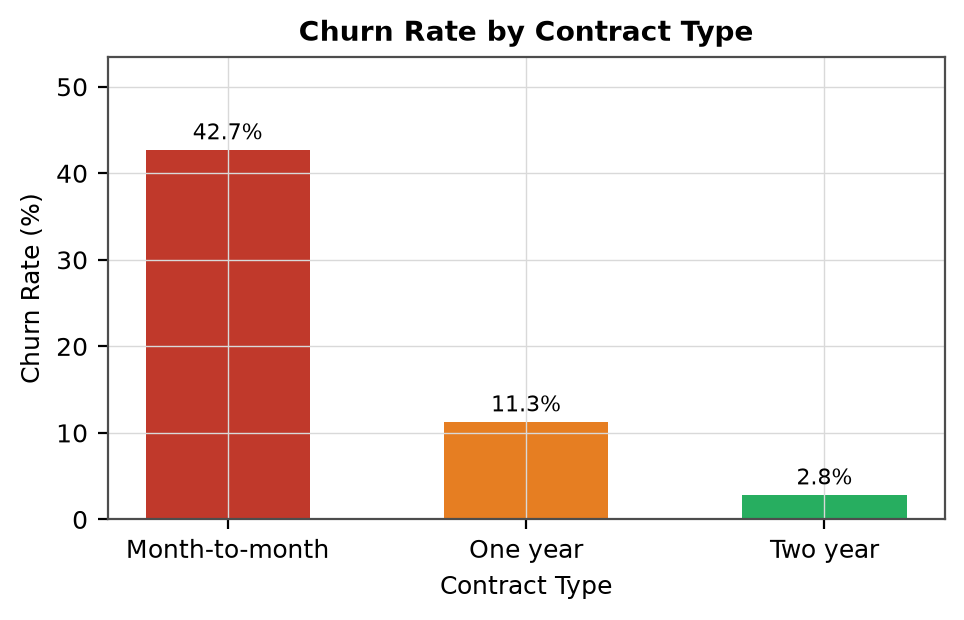 Churn Rate by Contract Type
Churn Rate (%)
50
40
30
20
10
0
42.7%
11.3%
2.8%
Month-to-month
One year
Two year
Contract Type